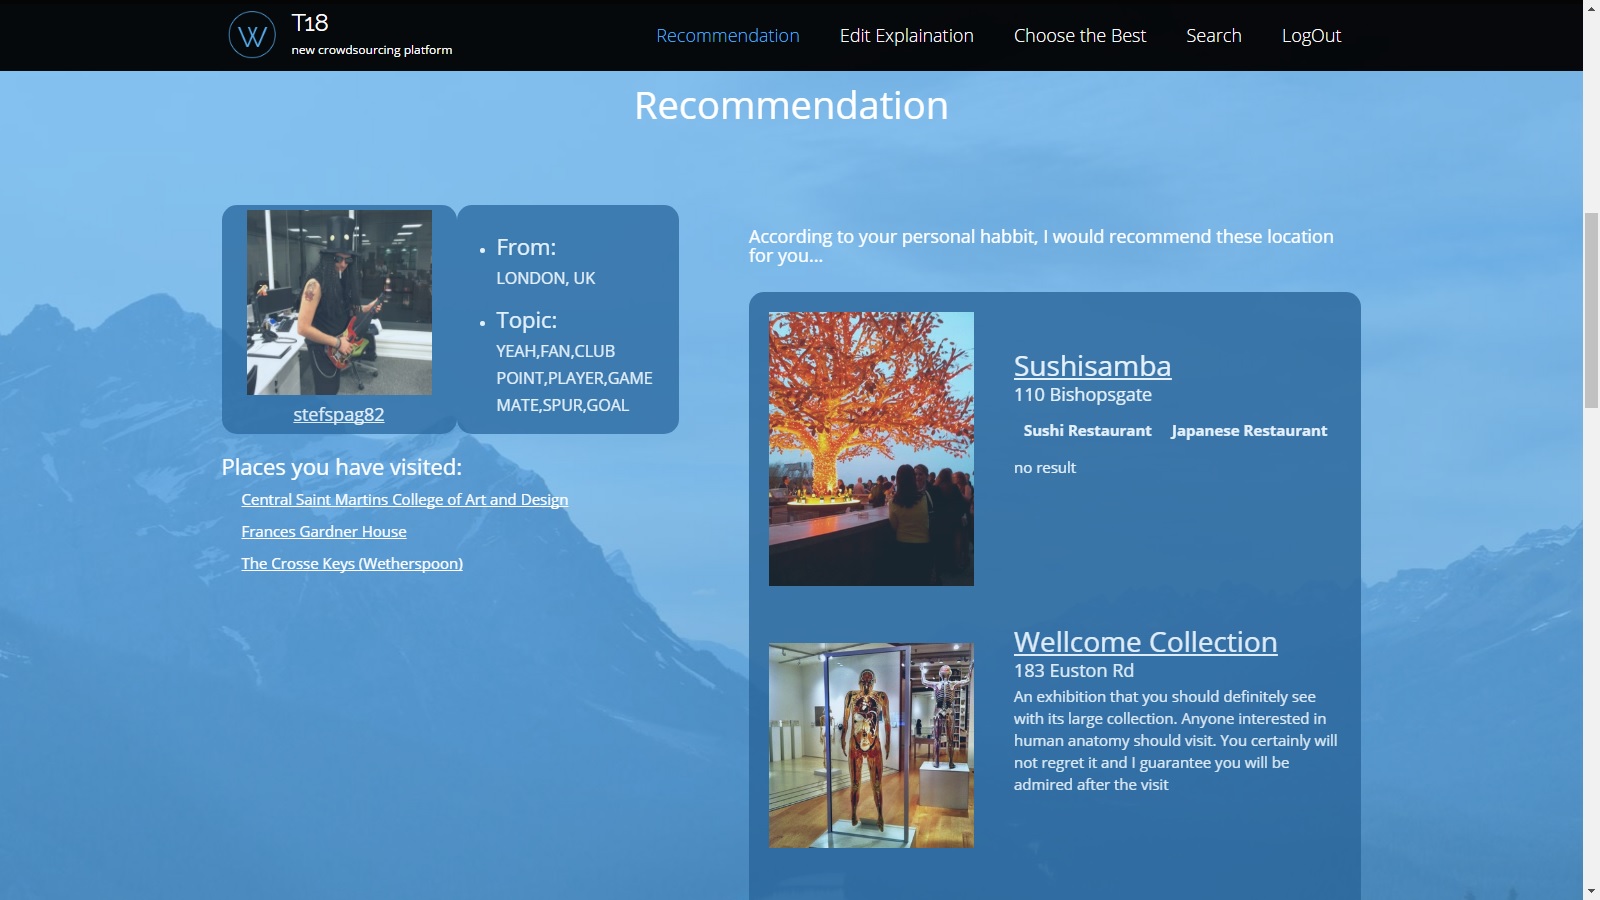 T18
new crowdsourcing platform
Recommendation
Edit Explaination
Choose the Best
Search
LogOut
Recommendation
stefspag82
From:
LONDON, UK
Topic:
YEAH,FAN,CLUB
POINT,PLAYER,GAME
MATE,SPUR,GOAL
Places you have visited:
Central Saint Martins College of Art and Design
Frances Gardner House
The Crosse Keys (Wetherspoon)
According to your personal habbit, I would recommend these location
for you...
Sushisamba
110 Bishopsgate
Sushi Restaurant Japanese Restaurant
no result
Wellcome Collection
183 Euston Rd
An exhibition that you should definitely see
with its large collection. Anyone interested in
human anatomy should visit. You certainly will
not regret it and I guarantee you will be
admired after the visit